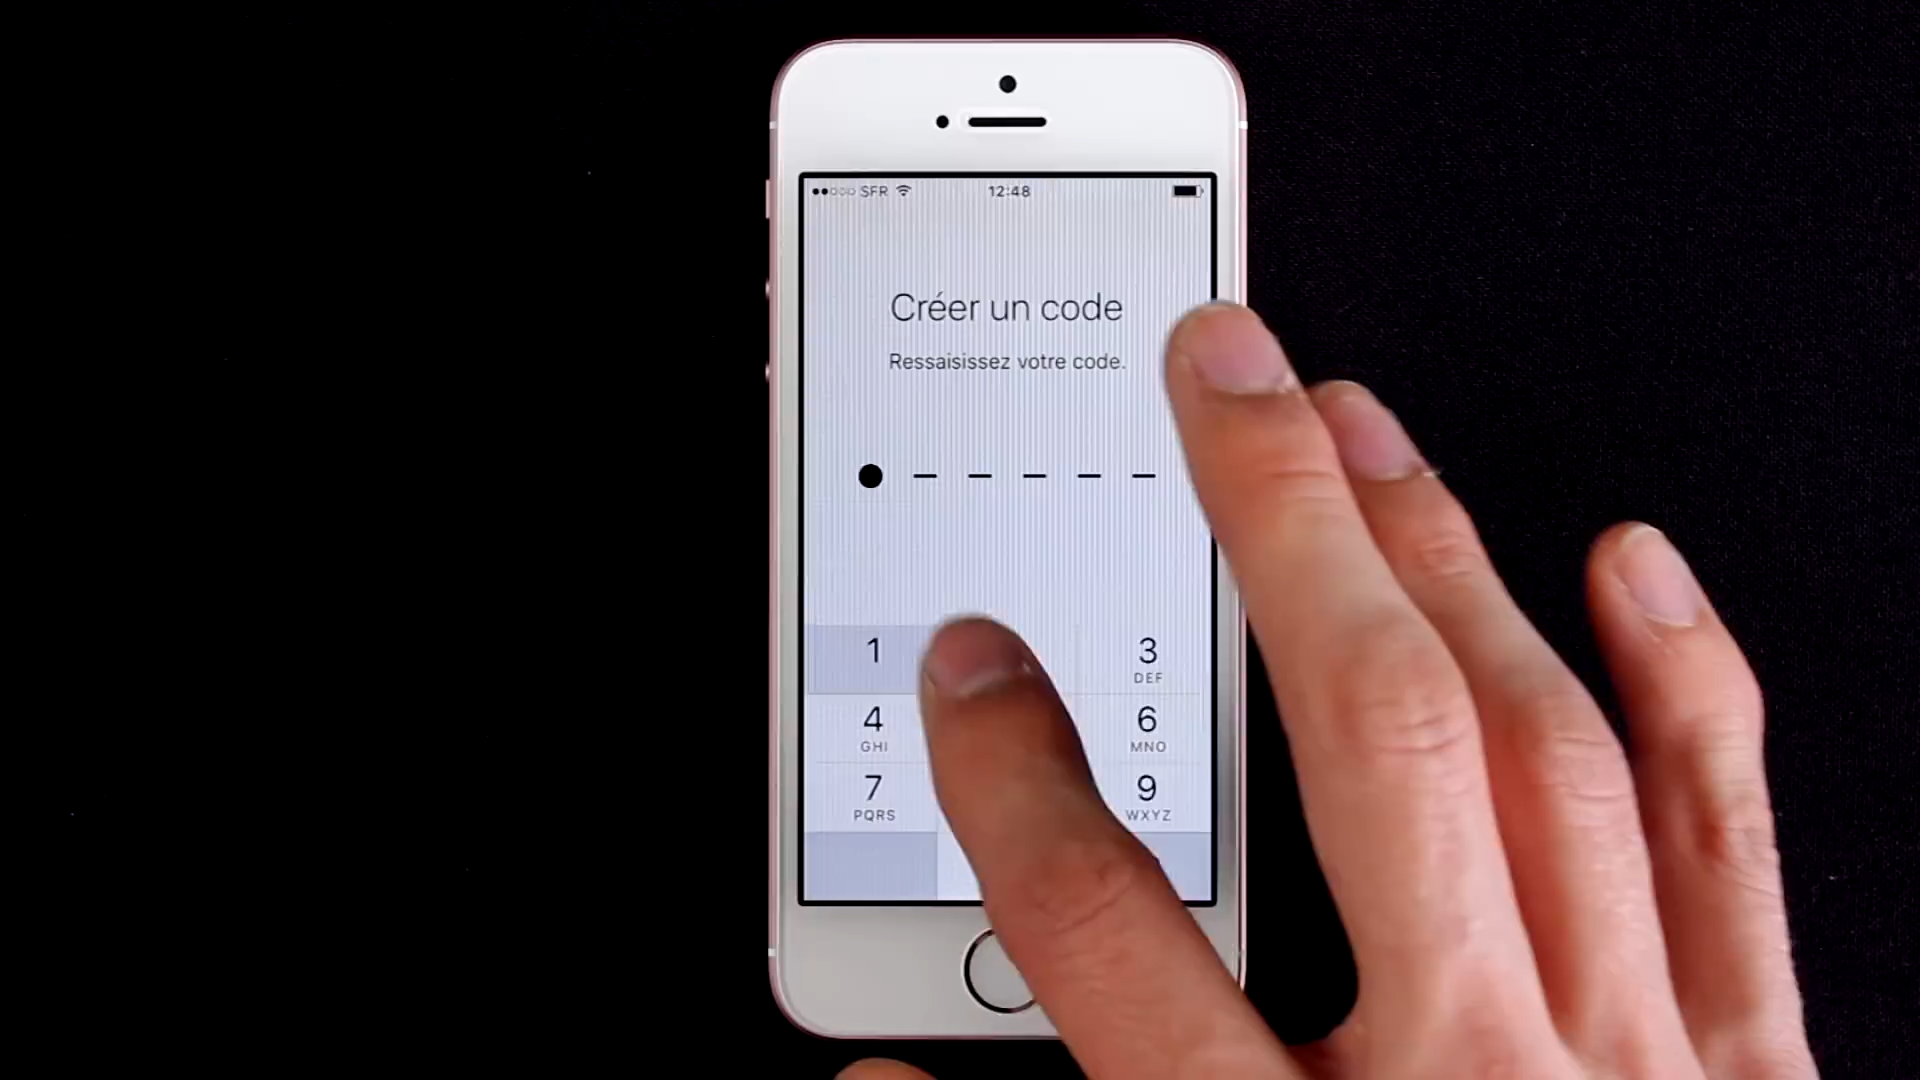 SFR 12:48
Créer un code
Ressaisissez votre code.
1
3
DEF
4
GHI
6
MNO
7
PQRS
9
WXYZ